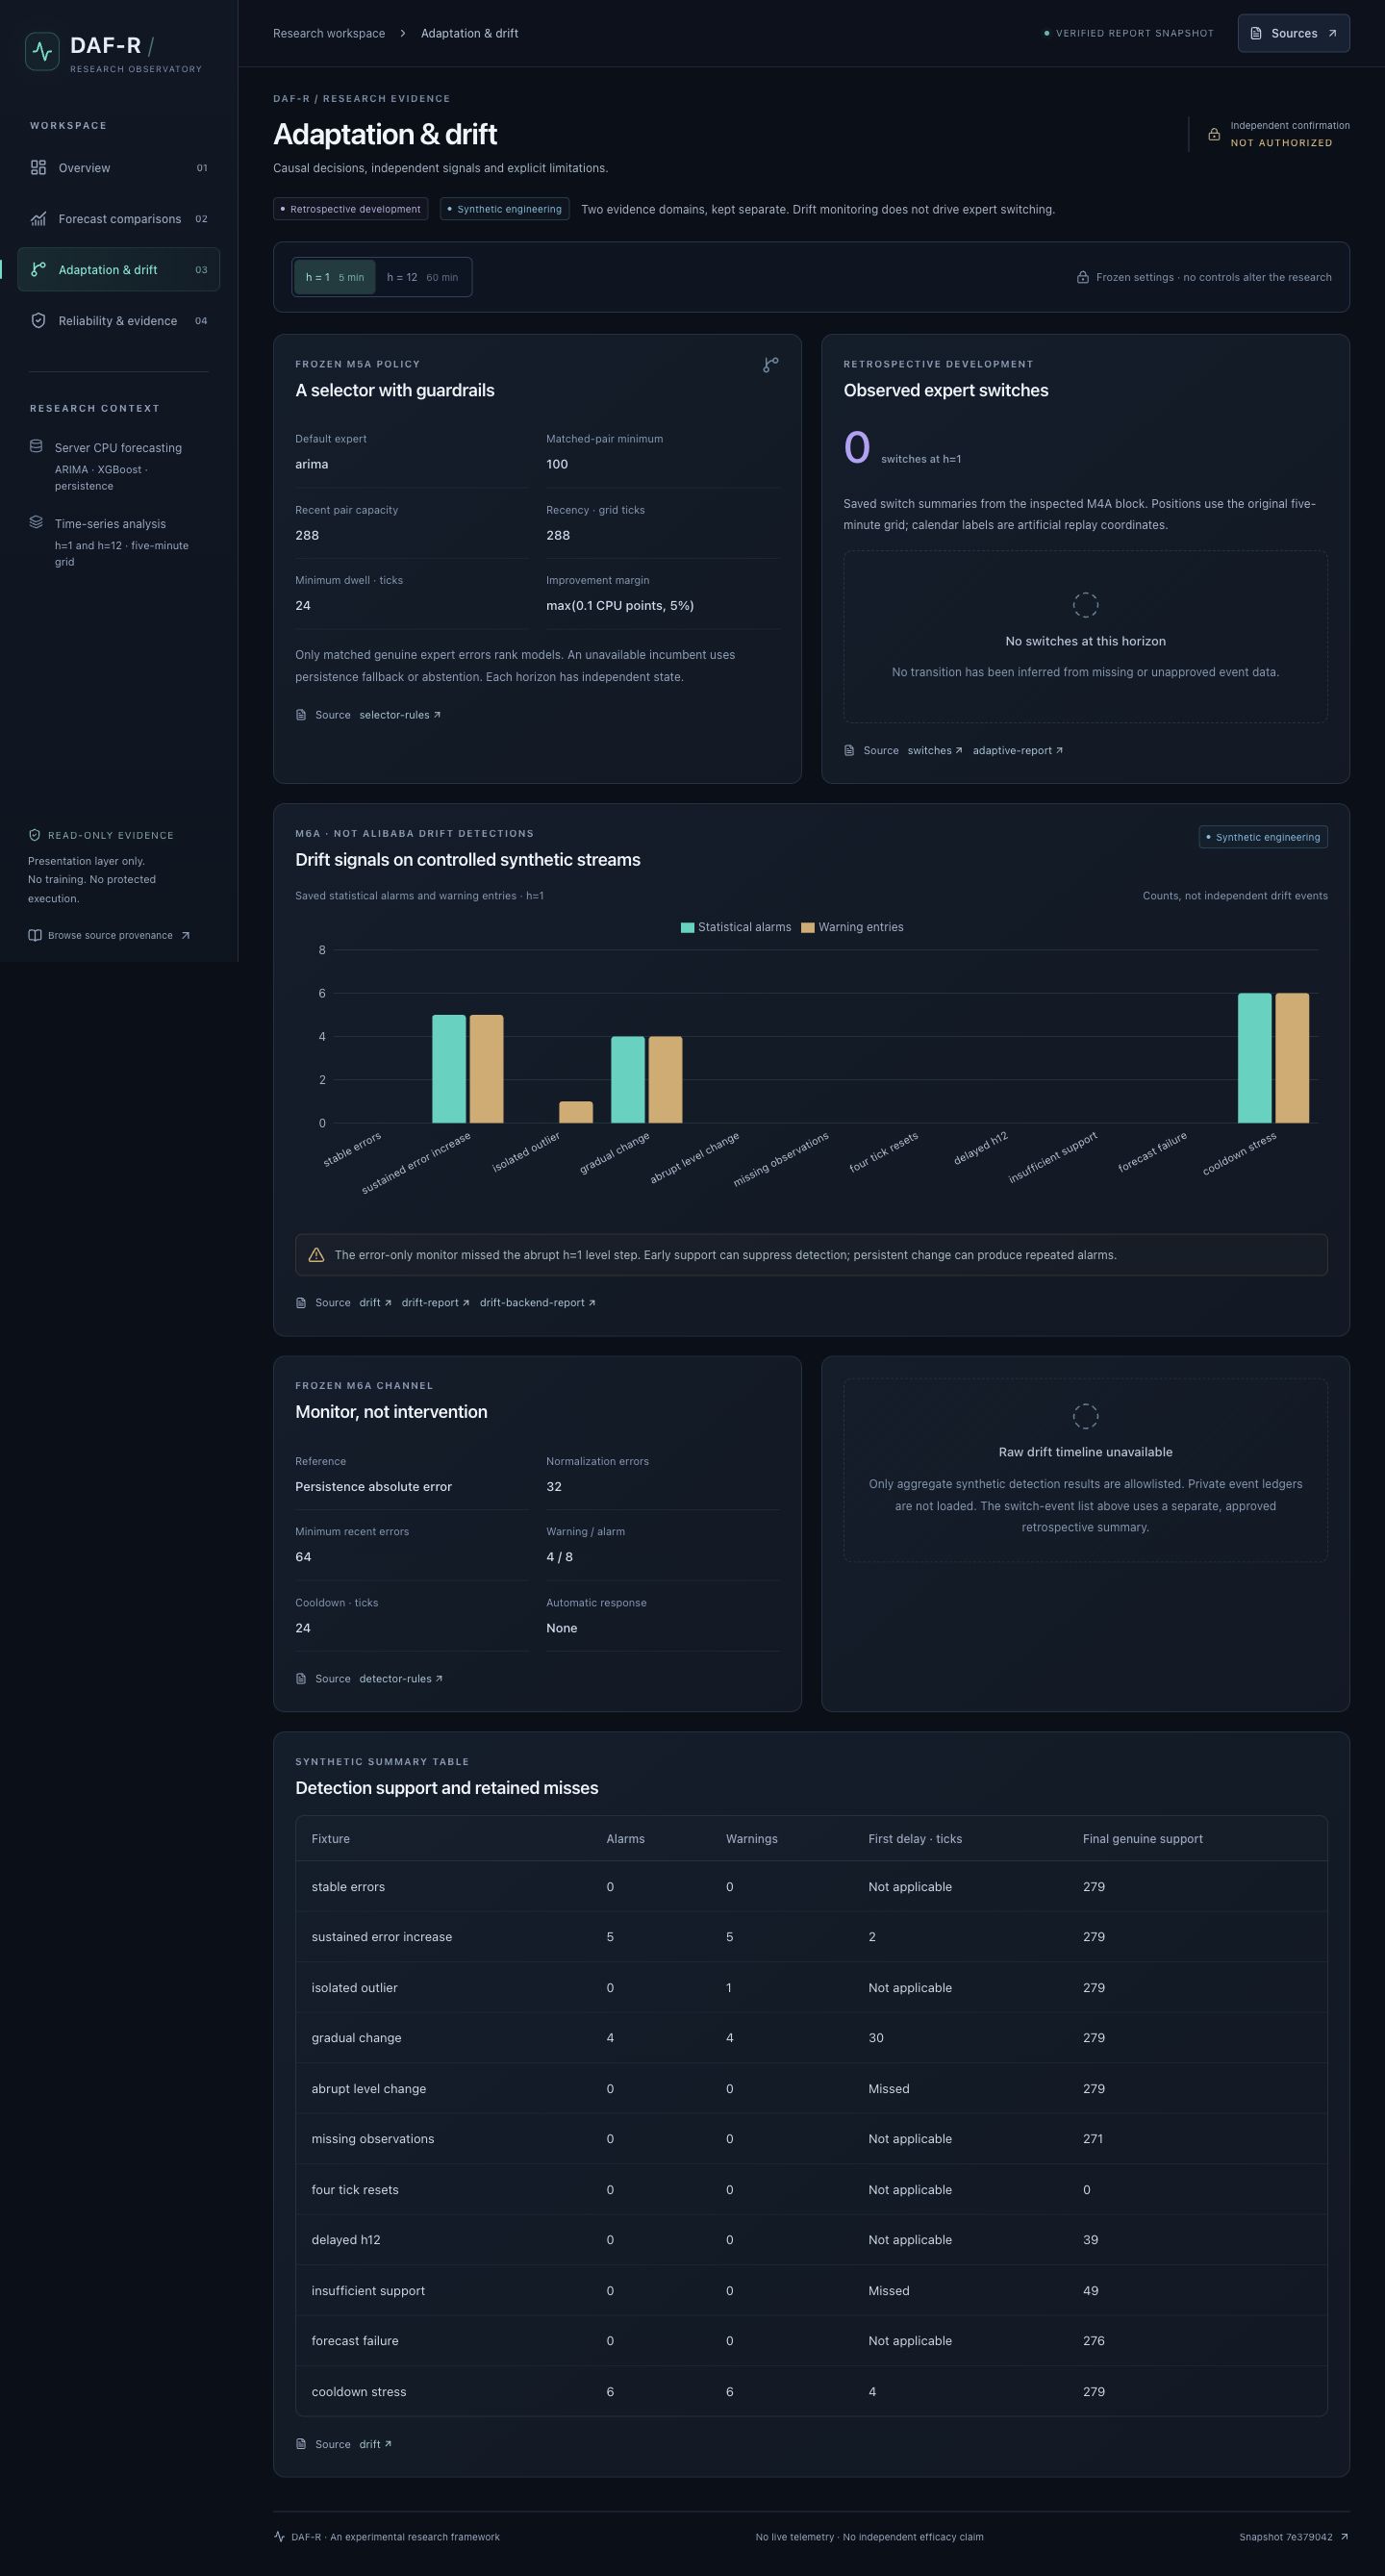 DAF-R /
RESEARCH OBSERVATORY
WORKSPACE
Overview 01
Forecast comparisons 02
Adaptation & drift 03
Reliability & evidence 04
RESEARCH CONTEXT
Server CPU forecasting
ARIMA · XGBoost ·
persistence
Time-series analysis
h=1 and h=12 · five-minute
grid
READ-ONLY EVIDENCE
Presentation layer only.
No training. No protected
execution.
Browse source provenance
Research workspace Adaptation & drift
VERIFIED REPORT SNAPSHOT
Sources
DAF-R / RESEARCH EVIDENCE
Adaptation & drift
Causal decisions, independent signals and explicit limitations.
Independent confirmation
NOT AUTHORIZED
Retrospective development Synthetic engineering Two evidence domains, kept separate. Drift monitoring does not drive expert switching.
h = 1 5 min h = 12 60 min
Frozen settings · no controls alter the research
FROZEN M5A POLICY
A selector with guardrails
Default expert Matched-pair minimum
arima 100
Recent pair capacity Recency · grid ticks
288 288
Minimum dwell · ticks Improvement margin
24 max(0.1 CPU points, 5%)
Only matched genuine expert errors rank models. An unavailable incumbent uses
persistence fallback or abstention. Each horizon has independent state.
Source selector-rules
RETROSPECTIVE DEVELOPMENT
Observed expert switches
0 switches at h=1
Saved switch summaries from the inspected M4A block. Positions use the original five-
minute grid; calendar labels are artificial replay coordinates.
No switches at this horizon
No transition has been inferred from missing or unapproved event data.
Source switches adaptive-report
M6A · NOT ALIBABA DRIFT DETECTIONS
Drift signals on controlled synthetic streams
Synthetic engineering
Saved statistical alarms and warning entries · h=1
Counts, not independent drift events
Statistical alarms Warning entries
8
6
4
2
0
stable errors
sustained error increase
isolated outlier
gradual change
abrupt level change
missing observations
four tick resets
delayed h12
insufficient support
forecast failure
cooldown stress
The error-only monitor missed the abrupt h=1 level step. Early support can suppress detection; persistent change can produce repeated alarms.
Source drift drift-report drift-backend-report
FROZEN M6A CHANNEL
Monitor, not intervention
Reference Normalization errors
Persistence absolute error 32
Minimum recent errors Warning / alarm
64 4 / 8
Cooldown · ticks Automatic response
24 None
Source detector-rules
Raw drift timeline unavailable
Only aggregate synthetic detection results are allowlisted. Private event ledgers
are not loaded. The switch-event list above uses a separate, approved
retrospective summary.
SYNTHETIC SUMMARY TABLE
Detection support and retained misses
Fixture Alarms Warnings First delay · ticks Final genuine support
stable errors 0 0 Not applicable 279
sustained error increase 5 5 2 279
isolated outlier 0 1 Not applicable 279
gradual change 4 4 30 279
abrupt level change 0 0 Missed 279
missing observations 0 0 Not applicable 271
four tick resets 0 0 Not applicable 0
delayed h12 0 0 Not applicable 39
insufficient support 0 0 Missed 49
forecast failure 0 0 Not applicable 276
cooldown stress 6 6 4 279
Source drift
DAF-R · An experimental research framework
No live telemetry · No independent efficacy claim
Snapshot 7e379042